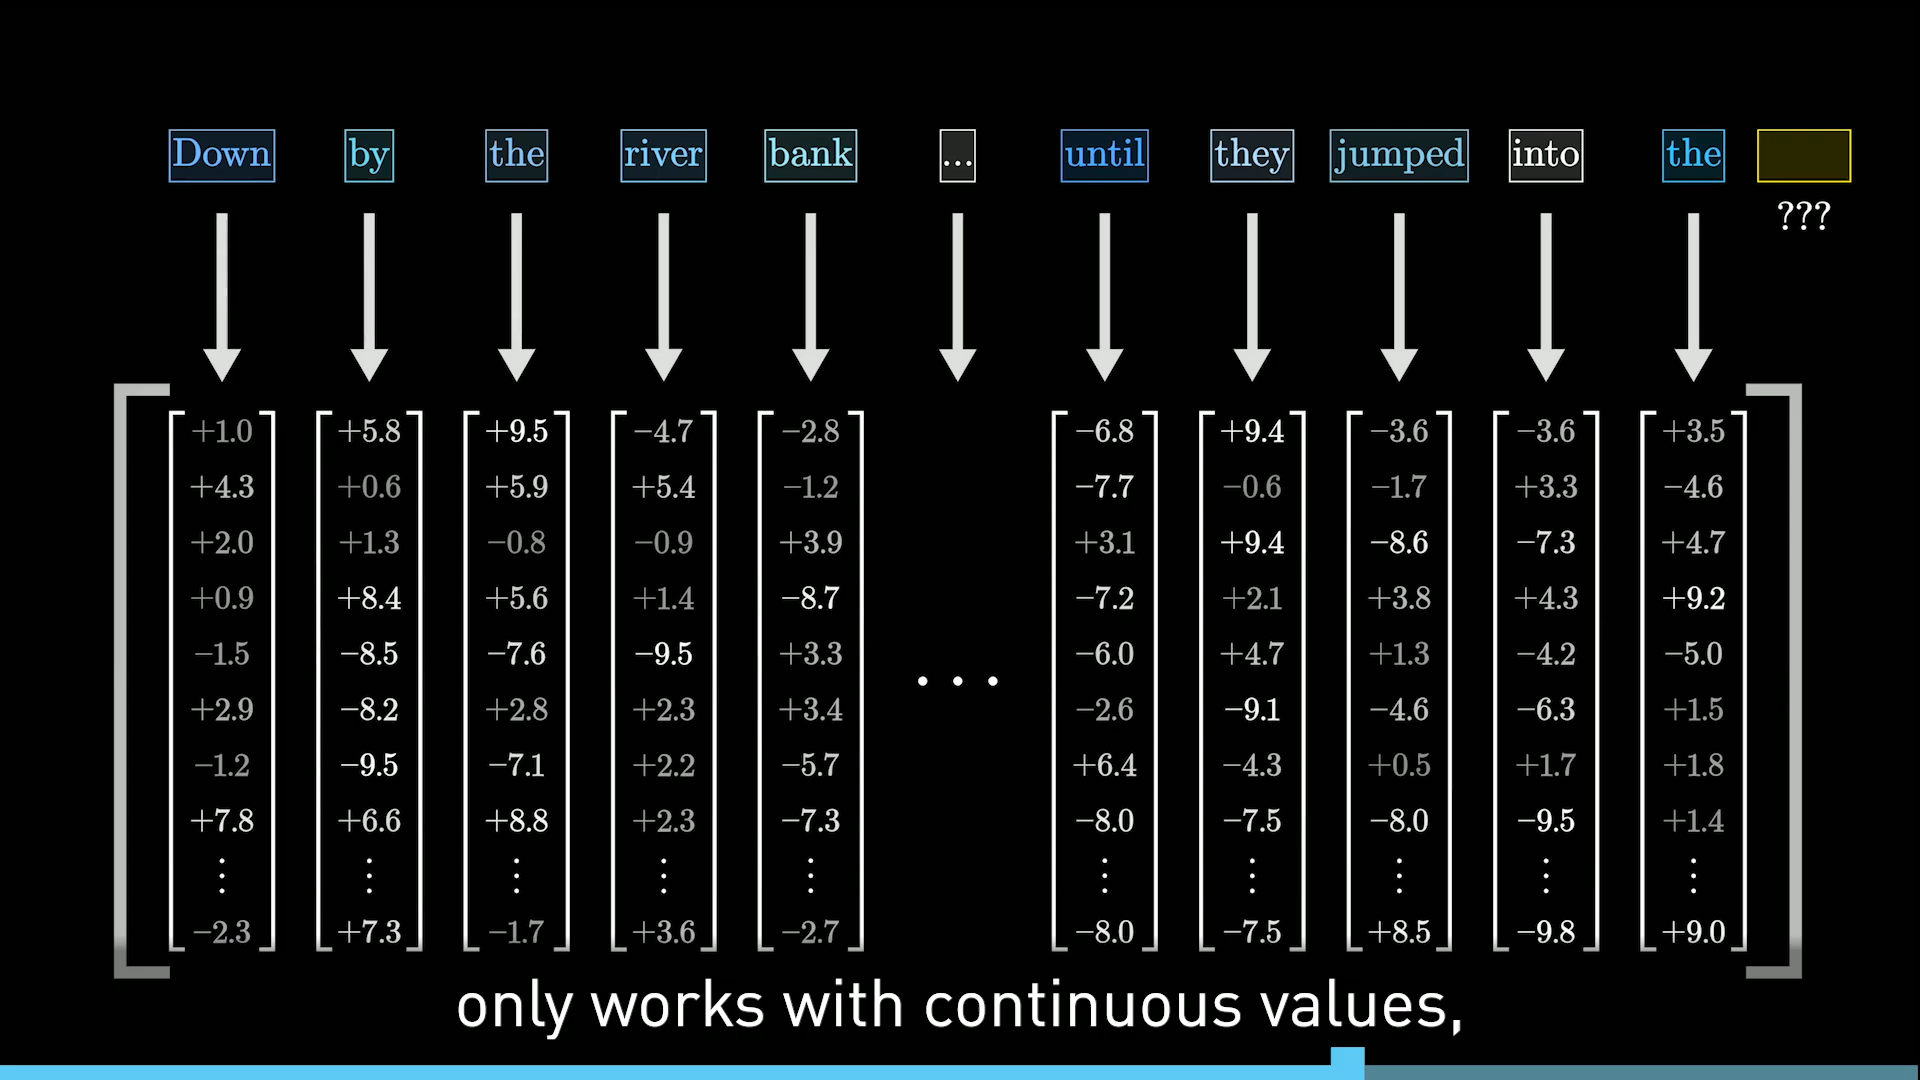 Down by the river bank ... until they jumped into the
???
+1.0 +5.8 +9.5 −4.7 −2.8 −6.8 +9.4 −3.6 −3.6 +3.5
+4.3 +0.6 +5.9 +5.4 −1.2 −7.7 −0.6 −1.7 +3.3 −4.6
+2.0 +1.3 −0.8 −0.9 +3.9 +3.1 +9.4 −8.6 −7.3 +4.7
+0.9 +8.4 +5.6 +1.4 −8.7 −7.2 +2.1 +3.8 +4.3 +9.2
−1.5 −8.5 −7.6 −9.5 +3.3 ... −6.0 +4.7 +1.3 −4.2 −5.0
+2.9 −8.2 +2.8 +2.3 +3.4 −2.6 −9.1 −4.6 −6.3 +1.5
−1.2 −9.5 −7.1 +2.2 −5.7 +6.4 −4.3 +0.5 +1.7 +1.8
+7.8 +6.6 +8.8 +2.3 −7.3 −8.0 −7.5 −8.0 −9.5 +1.4
⋮ ⋮ ⋮ ⋮ ⋮ ⋮ ⋮ ⋮ ⋮ ⋮
−2.3 +7.3 −1.7 +3.6 −2.7 −8.0 −7.5 +8.5 −9.8 +9.0
only works with continuous values,